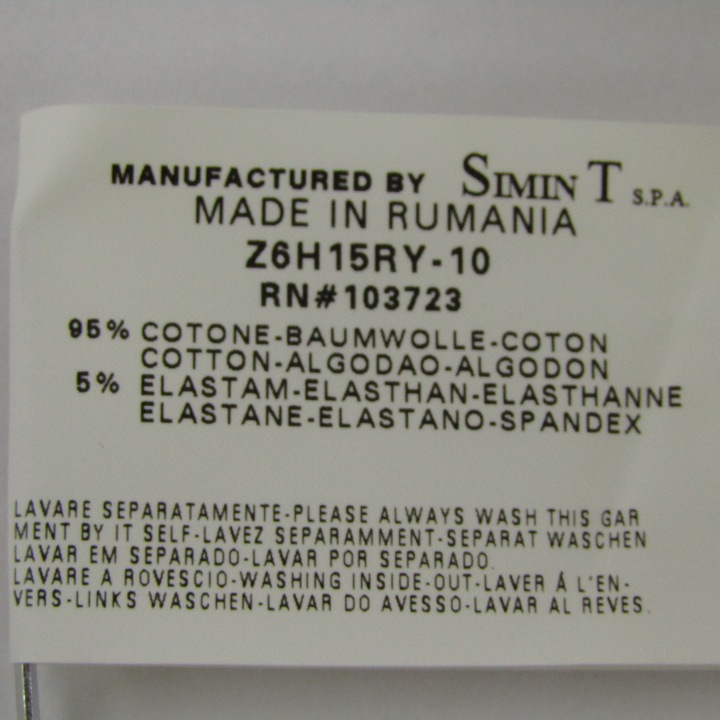 MANUFACTURED BY SIMIN T S.P.A.
MADE IN RUMANIA
Z6H15RY-10
RN#103723
95% COTONE-BAUMWOLLE-COTON
COTTON-ALGODAO-ALGODON
5% ELASTAM-ELASTHAN-ELASTHANNE
ELASTANE-ELASTANO-SPANDEX
LAVARE SEPARATAMENTE-PLEASE ALWAYS WASH THIS GAR
MENT BY IT SELF-LAVEZ SEPARAMMENT-SEPARAT WASCHEN
LAVAR EM SEPARADO-LAVAR POR SEPARADO.
LAVARE A ROVESCIO-WASHING INSIDE-OUT-LAVER Á L'EN-
VERS-LINKS WASCHEN-LAVAR DO AVESSO-LAVAR AL REVES.